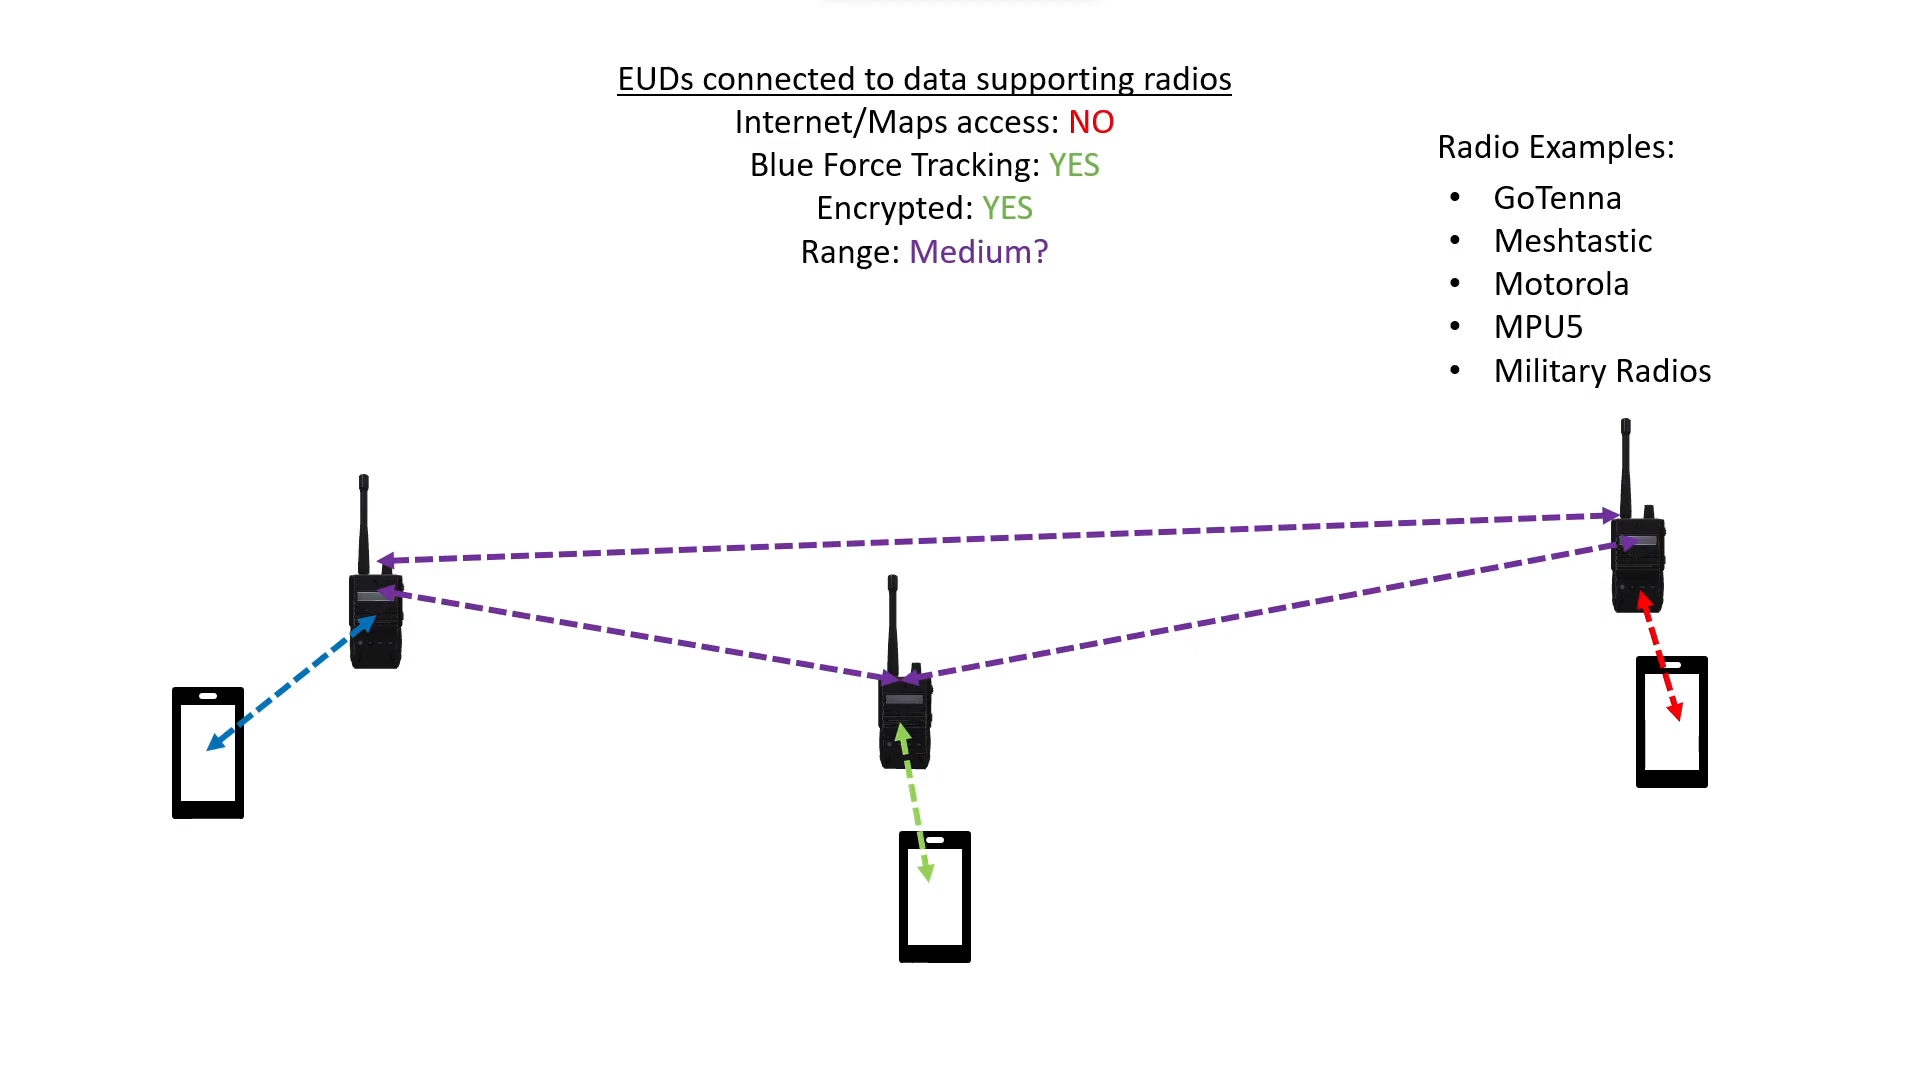 EUDs connected to data supporting radios
Internet/Maps access: NO
Blue Force Tracking: YES
Encrypted: YES
Range: Medium?
Radio Examples:
• GoTenna
• Meshtastic
• Motorola
• MPU5
• Military Radios